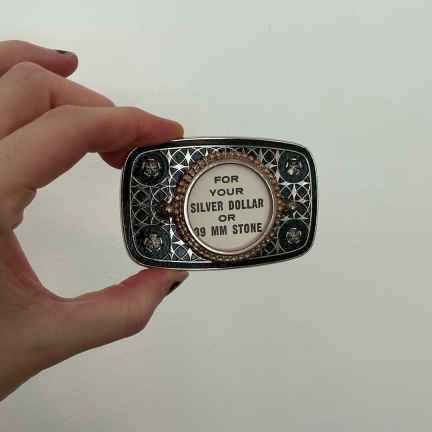 FOR
YOUR
SILVER DOLLAR
OR
39 MM STONE